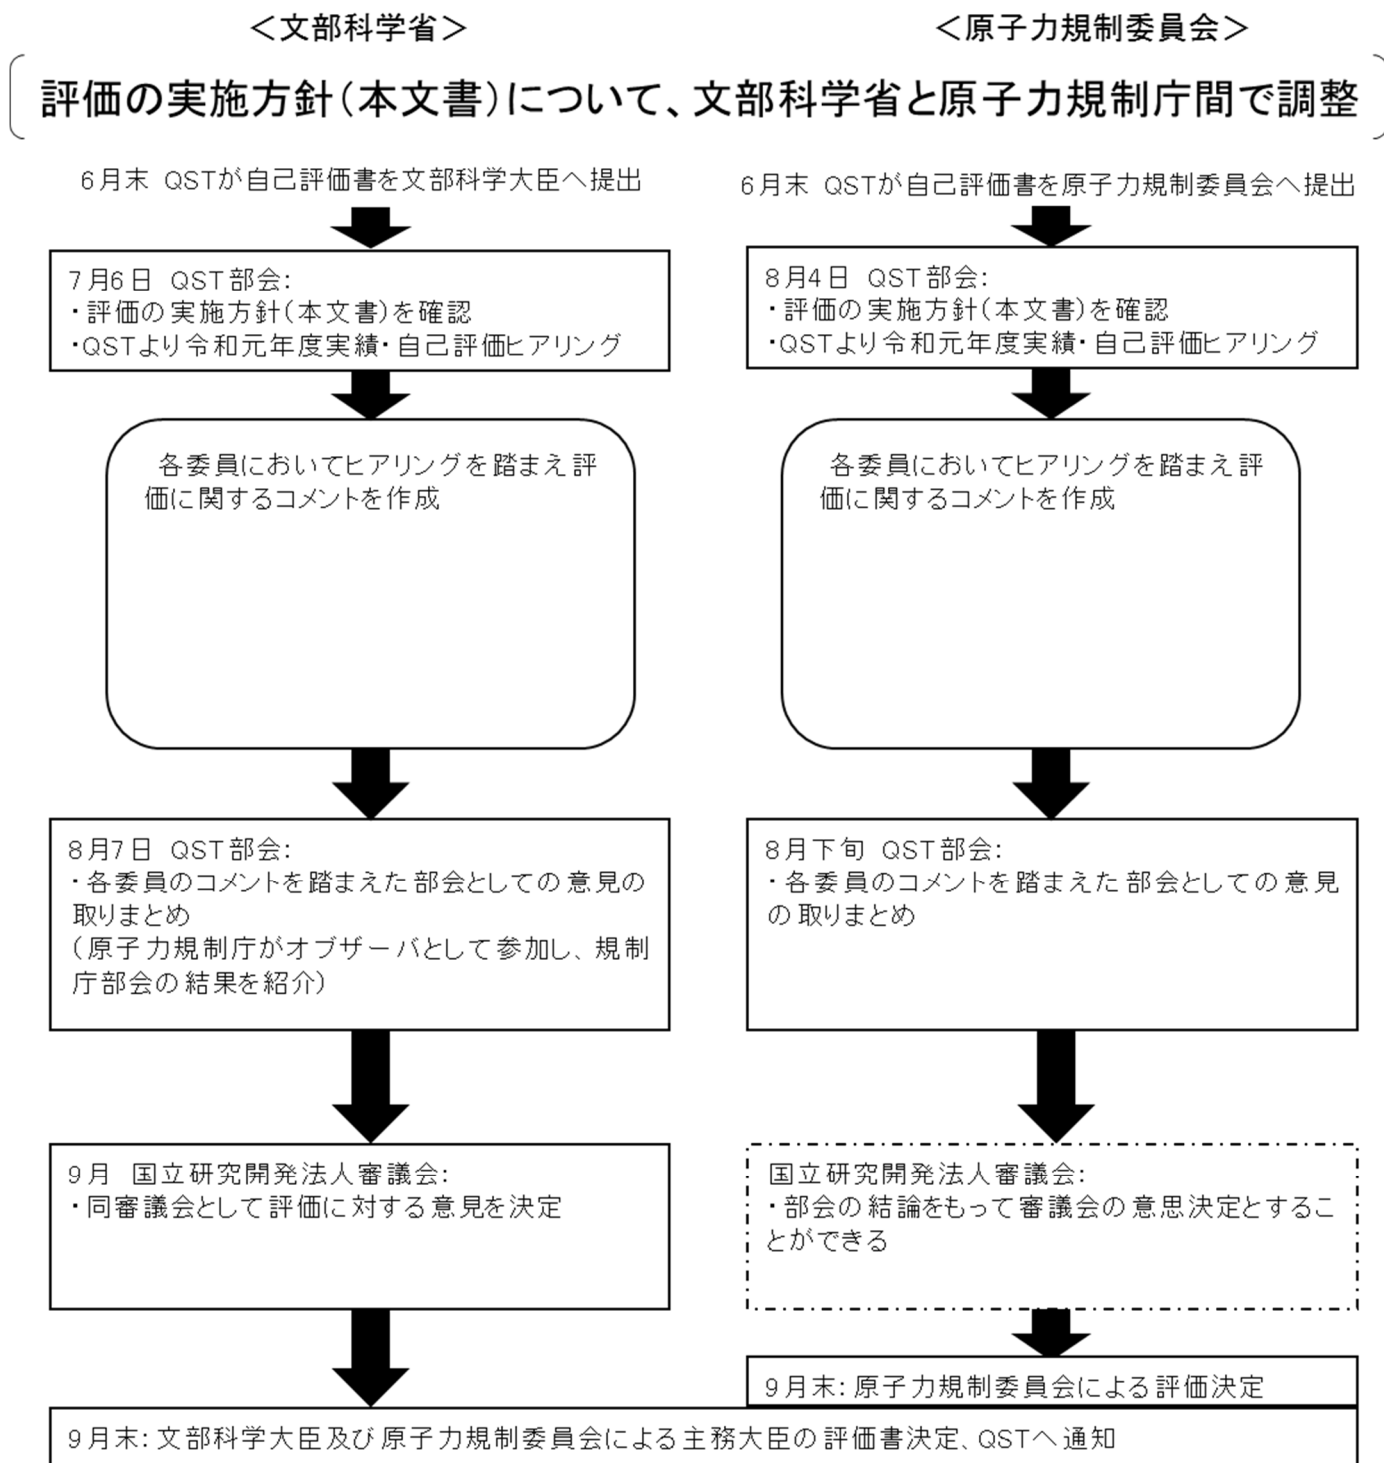 ＜文部科学省＞
＜原子力規制委員会＞
評価の実施方針（本文書）について、文部科学省と原子力規制庁間で調整
6月末 QSTが自己評価書を文部科学大臣へ提出
7月6日 QST部会：
・評価の実施方針（本文書）を確認
・QSTより令和元年度実績・自己評価ヒアリング
各委員においてヒアリングを踏まえ評
価に関するコメントを作成
8月7日 QST部会：
・各委員のコメントを踏まえた部会としての意見の
取りまとめ
（原子力規制庁がオブザーバとして参加し、規制
庁部会の結果を紹介）
9月 国立研究開発法人審議会：
・同審議会として評価に対する意見を決定
6月末 QSTが自己評価書を原子力規制委員会へ提出
8月4日 QST部会：
・評価の実施方針（本文書）を確認
・QSTより令和元年度実績・自己評価ヒアリング
各委員においてヒアリングを踏まえ評
価に関するコメントを作成
8月下旬 QST部会：
・各委員のコメントを踏まえた部会としての意見
の取りまとめ
国立研究開発法人審議会：
・部会の結論をもって審議会の意思決定とするこ
とができる
9月末：原子力規制委員会による評価決定
9月末：文部科学大臣及び原子力規制委員会による主務大臣の評価書決定、QSTへ通知